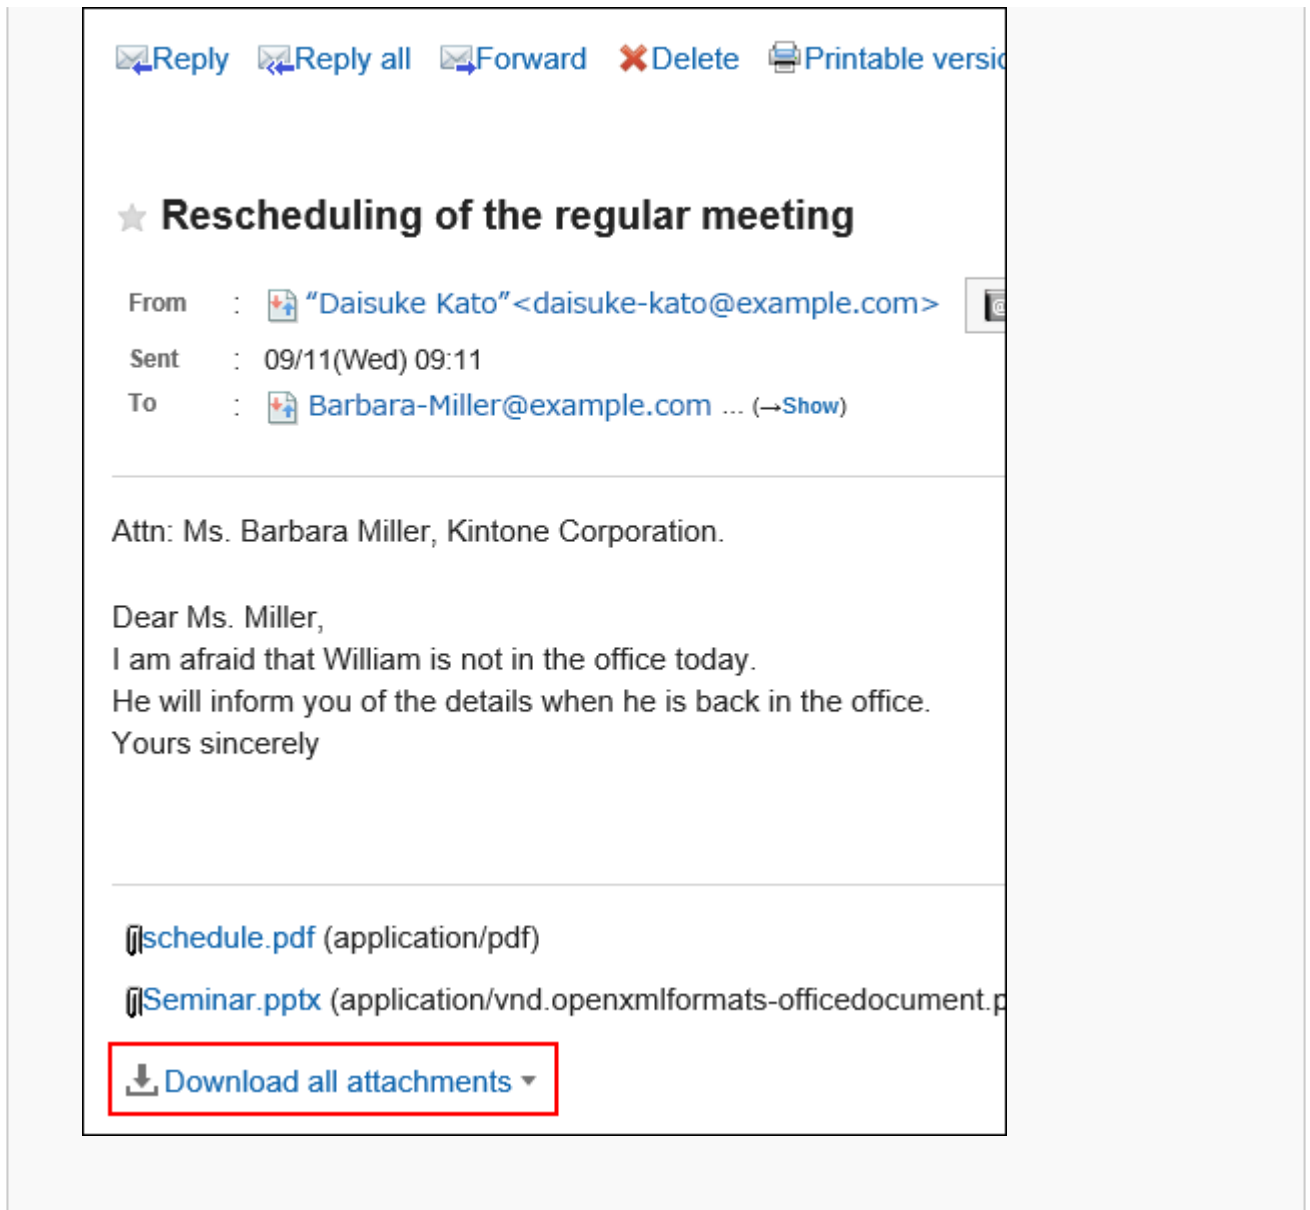 Reply Reply all Forward Delete Printable versic
Rescheduling of the regular meeting
From : “Daisuke Kato”<daisuke-kato@example.com>
Sent : 09/11(Wed) 09:11
To : Barbara-Miller@example.com ... (→Show)
Attn: Ms. Barbara Miller, Kintone Corporation.
Dear Ms. Miller,
I am afraid that William is not in the office today.
He will inform you of the details when he is back in the office.
Yours sincerely
schedule.pdf (application/pdf)
Seminar.pptx (application/vnd.openxmlformats-officedocument.p
Download all attachments